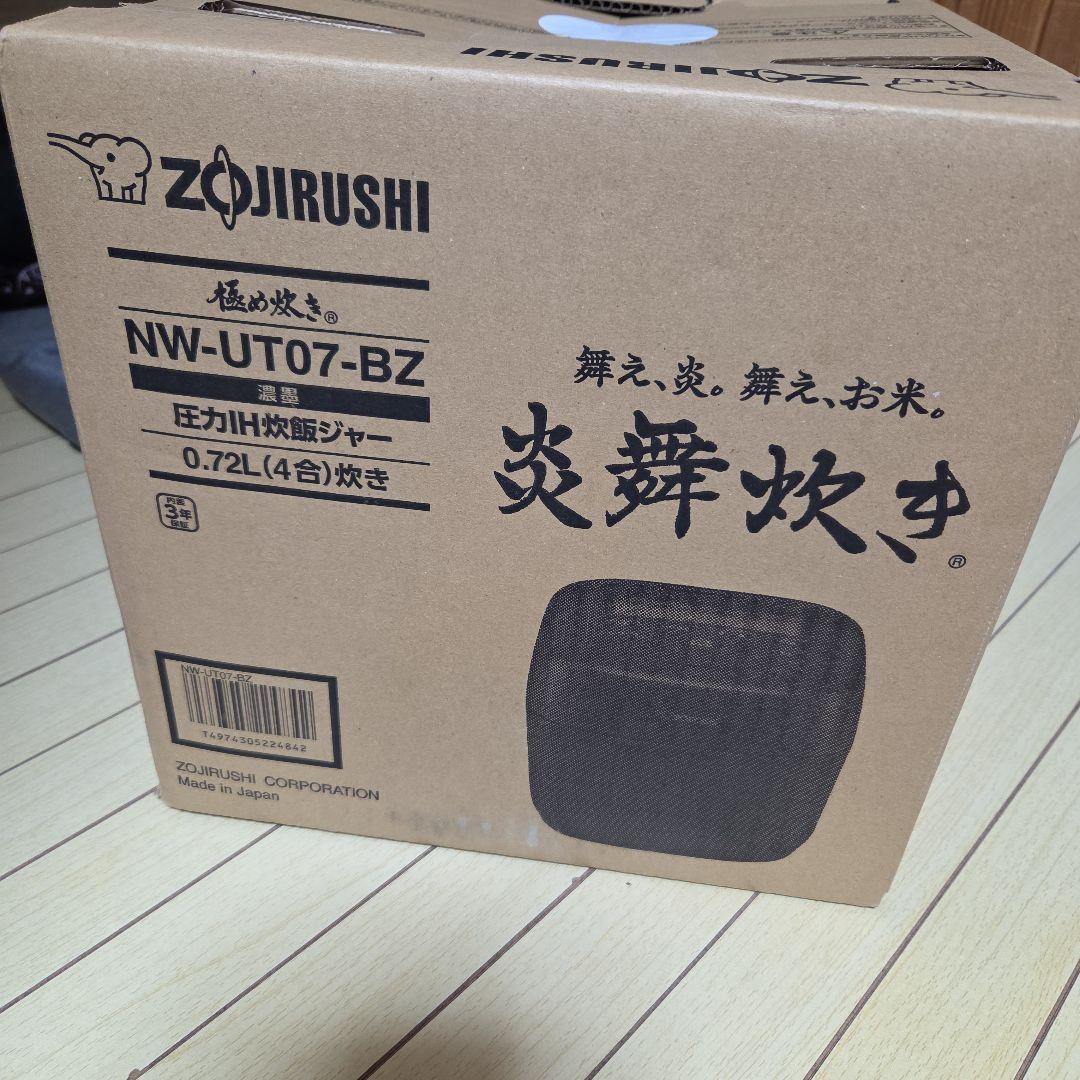 ZOJIRUSHI
ZOJIRUSHI
極め炊き®
NW-UT07-BZ
濃墨
圧力IH炊飯ジャー
0.72L(4合)炊き
内釜
3年
保証
舞え、炎。舞え、お米。
炎舞炊き®
NW-UT07-BZ
T4974305224842
ZOJIRUSHI CORPORATION
Made in Japan